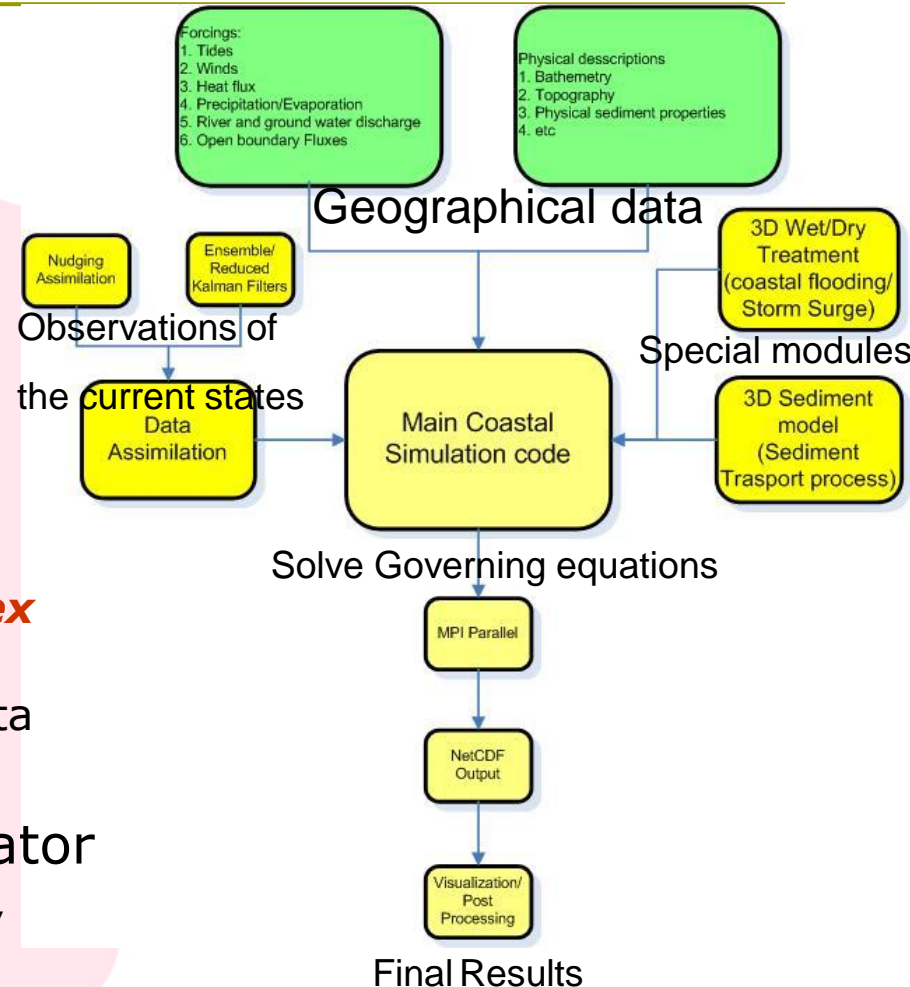 Forcings:
1. Tides
2. Winds
3. Heat flux
4. Precipitation/Evaporation
5. River and ground water discharge
6. Open boundary Fluxes
Physical desscriptions
1. Bathemetry
2. Topography
3. Physical sediment properties
4. etc
Geographical data
Nudging
Assimilation
Ensemble/
Reduced
Kalman Filters
3D Wet/Dry
Treatment
(coastal flooding/
Storm Surge)
Observations of
the current states
Special modules
Data
Assimilation
Main Coastal
Simulation code
3D Sediment
model
(Sediment
Trasport process)
Solve Governing equations
ex
MPI Parallel
ta
NetCDF
Output
ator
Visualization/
Post
Processing
Final Results